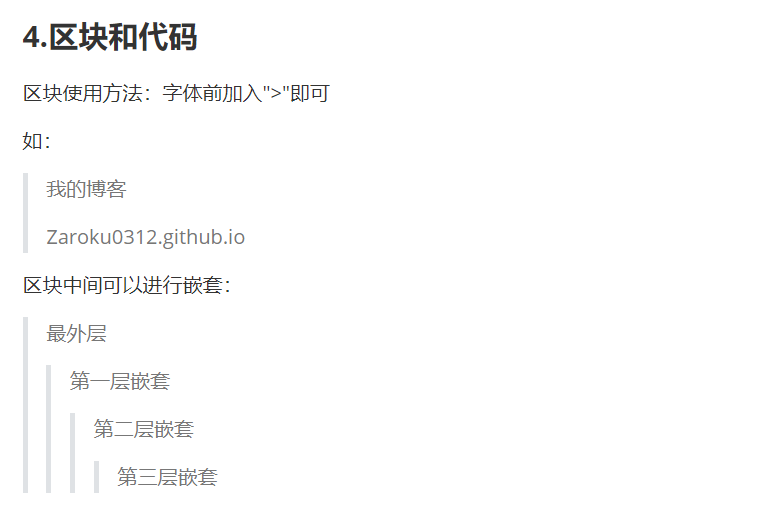 4.区块和代码
区块使用方法：字体前加入">"即可
如：
我的博客
Zaroku0312.github.io
区块中间可以进行嵌套：
最外层
第一层嵌套
第二层嵌套
第三层嵌套